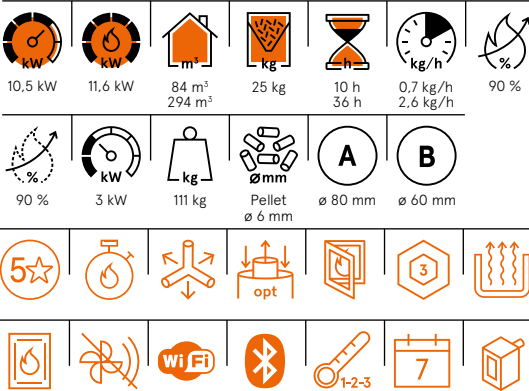 kW
kW
m³
kg
h
kg/h
%
10,5 kW
11,6 kW
84 m³
294 m³
25 kg
10 h
36 h
0,7 kg/h
2,6 kg/h
90 %
%
kW
kg
ømm
A
B
90 %
3 kW
111 kg
Pellet
ø 6 mm
ø 80 mm
ø 60 mm
5
opt
3
WiFi
1-2-3
7